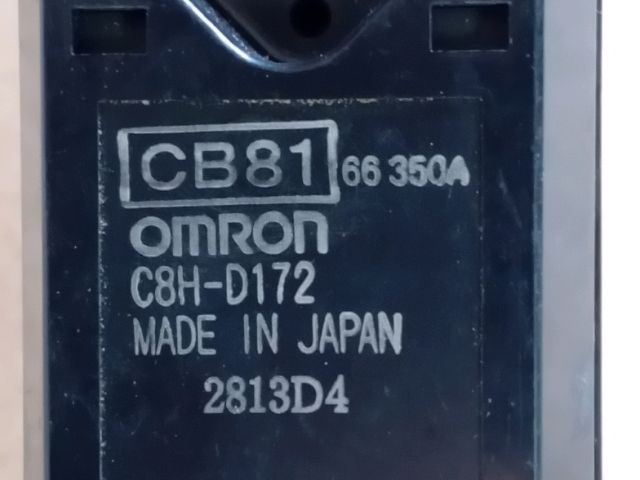 CB81 66 350A
omron
C8H-D172
MADE IN JAPAN
2813D4